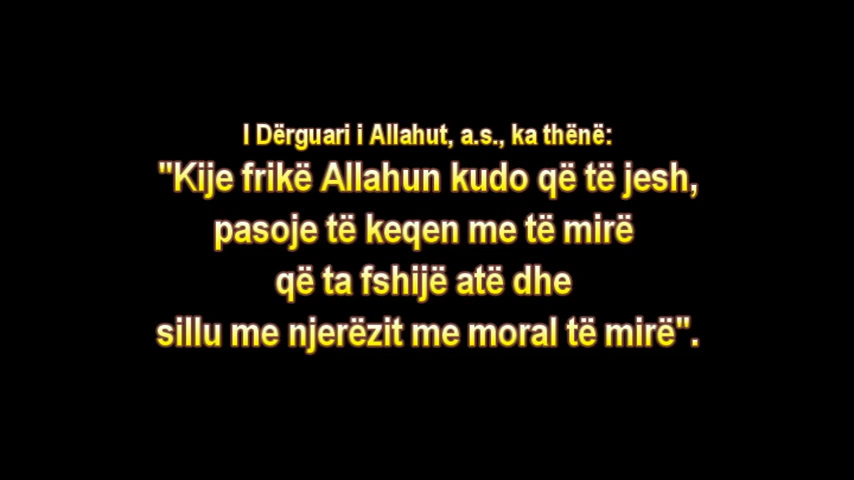 I Dërguari i Allahut, a.s., ka thënë:
"Kije frikë Allahun kudo që të jesh,
pasoje të keqen me të mirë
që ta fshijë atë dhe
sillu me njerëzit me moral të mirë".